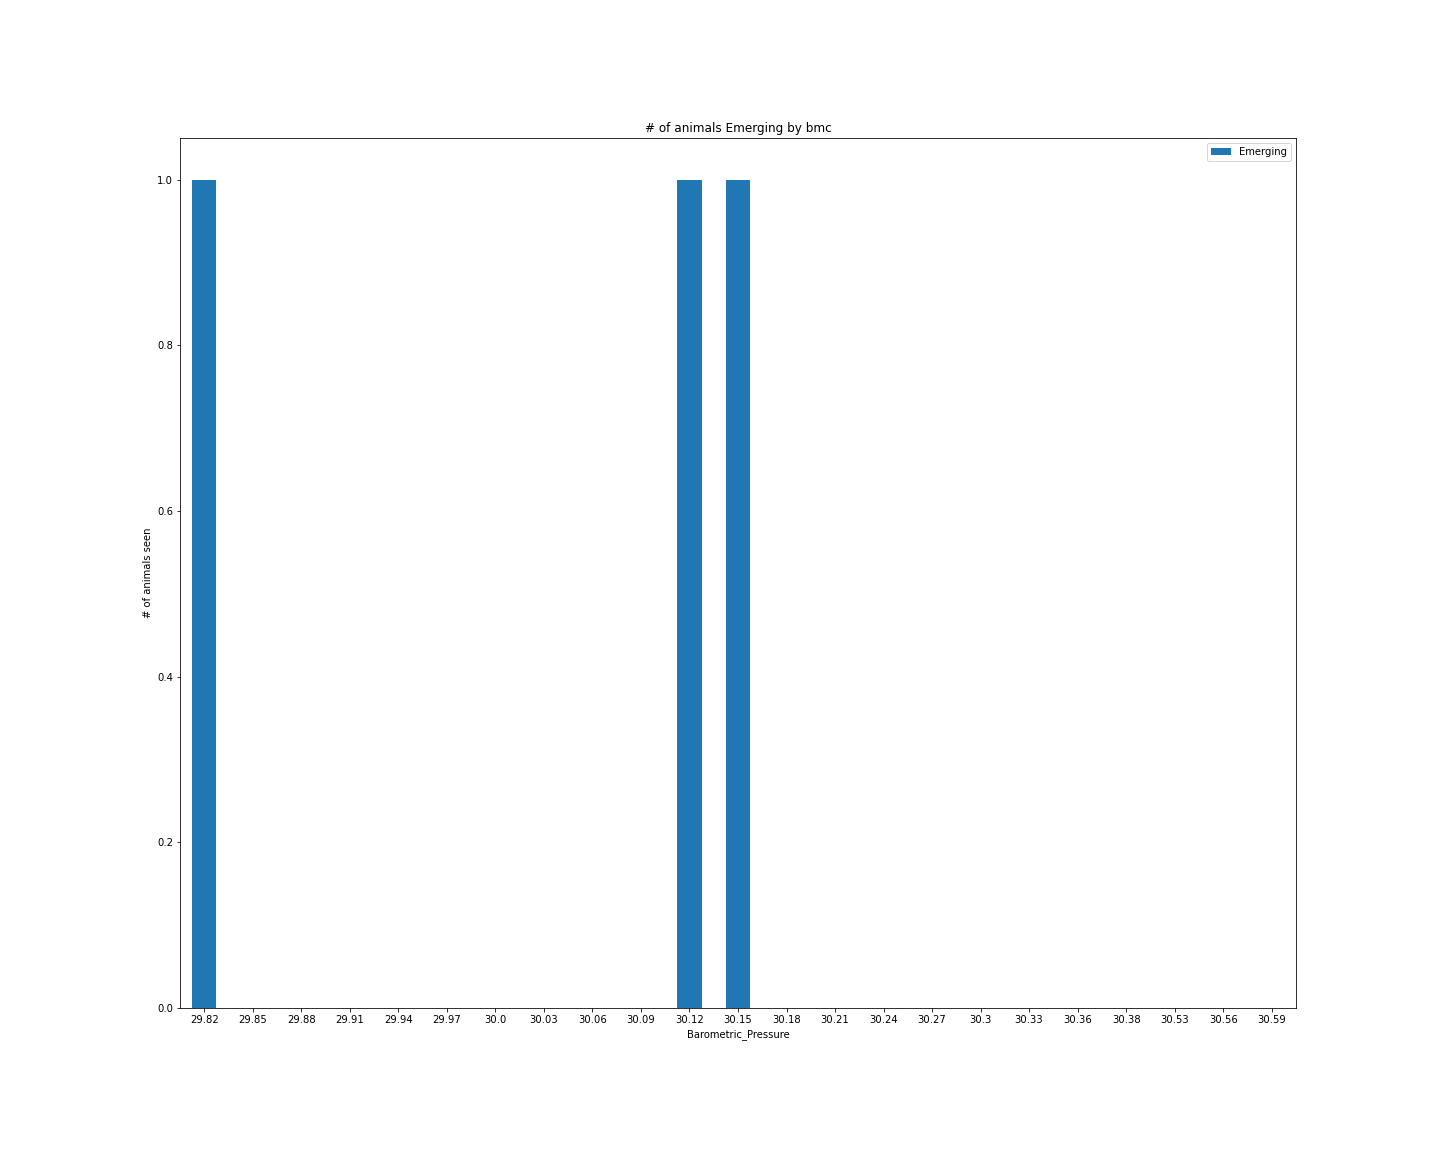 # of animals Emerging by bmc
Emerging
1.0
0.8
0.6
0.4
0.2
0.0
# of animals seen
29.82 29.85 29.88 29.91 29.94 29.97 30.0 30.03 30.06 30.09 30.12 30.15 30.18 30.21 30.24 30.27 30.3 30.33 30.36 30.38 30.53 30.56 30.59
Barometric_Pressure